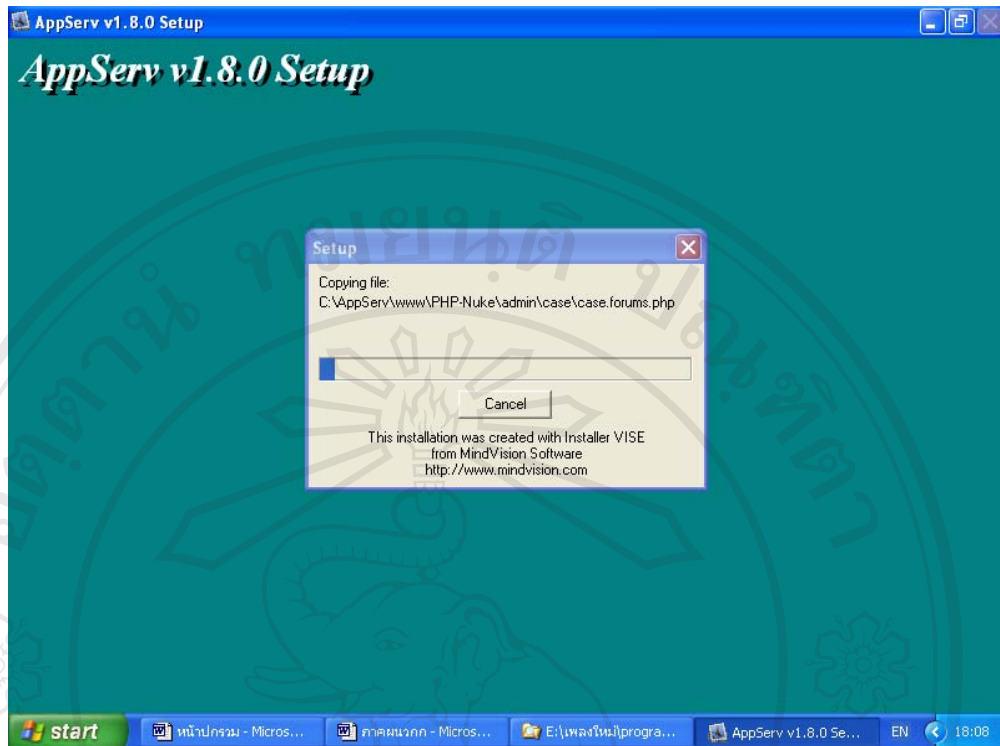 AppServ v1.8.0 Setup
AppServ v1.8.0 Setup
Setup
Copying file:
C:\AppServ\www\PHP-Nuke\admin\case\case.forums.php
Cancel
This installation was created with Installer VISE
from MindVision Software
http://www.mindvision.com
start
หน้าปกรวม - Micros...
ภาคผนวกก - Micros...
E:\เพลงใหม่\progra...
AppServ v1.8.0 Se...
EN
18:08